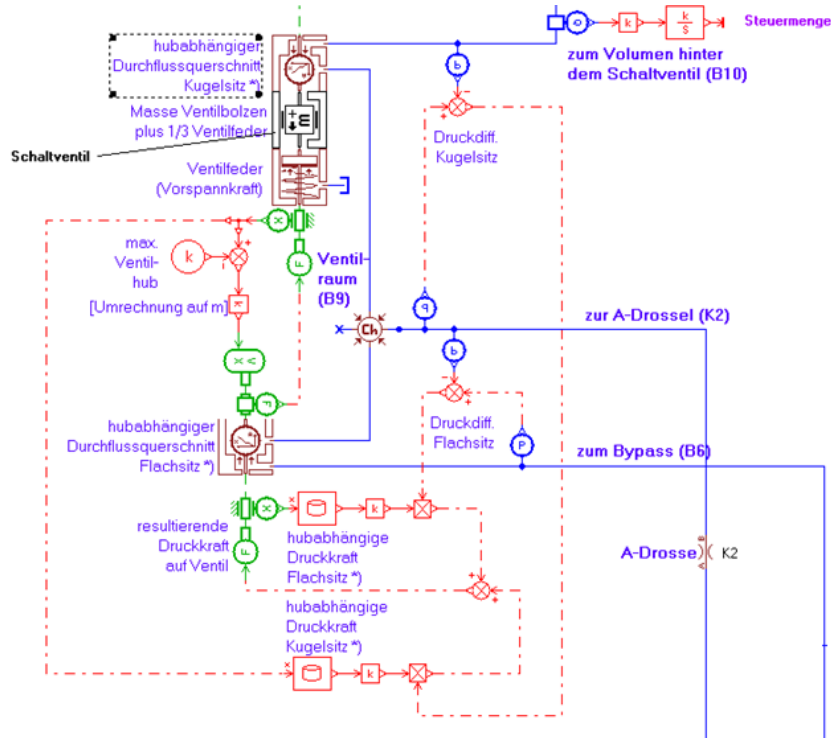 hubabhängiger
Durchflussquerschnitt
Kugelsitz *)
Masse Ventilbolzen
plus 1/3 Ventilfeder
Schaltventil
Ventilfeder
(Vorspannkraft)
k
k
$
Steuermenge
zum Volumen hinter
dem Schaltventil (B10)
Druckdiff.
Kugelsitz
max.
Ventil-
hub
k
[Umrechnung auf m]
k
x
F
Ventil-
raum
(B9)
Ch
zur A-Drossel (K2)
x v
F
hubabhängiger
Durchflussquerschnitt
Flachsitz *)
Druckdiff.
Flachsitz
P
zum Bypass (B6)
resultierende
Druckkraft
auf Ventil
x
F
k
hubabhängige
Druckkraft
Flachsitz *)
A-Drosse
K2
B
A
hubabhängige
Druckkraft
Kugelsitz *)
k